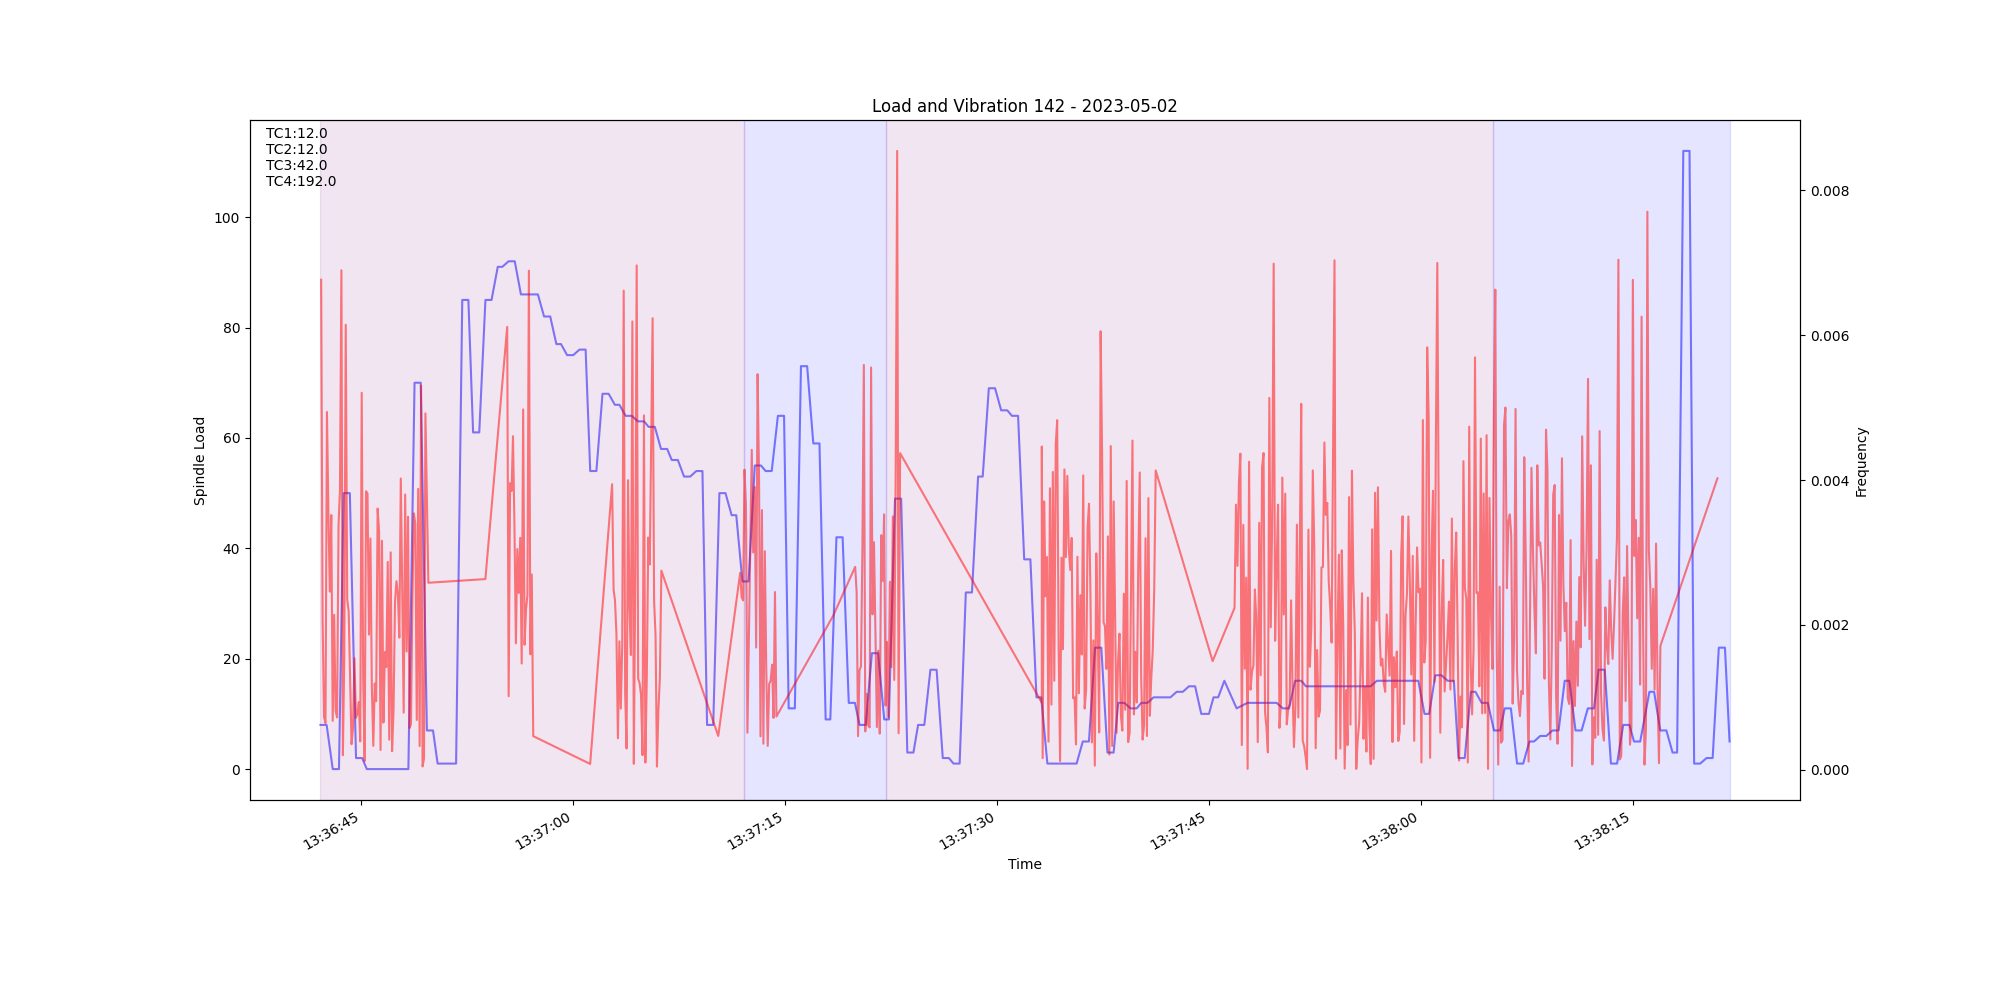 Load and Vibration 142 - 2023-05-02
TC1:12.0
TC2:12.0
TC3:42.0
TC4:192.0
Spindle Load
100
80
60
40
20
0
0.008
0.006
0.004
0.002
0.000
Frequency
13:36:45
13:37:00
13:37:15
13:37:30
13:37:45
13:38:00
13:38:15
Time